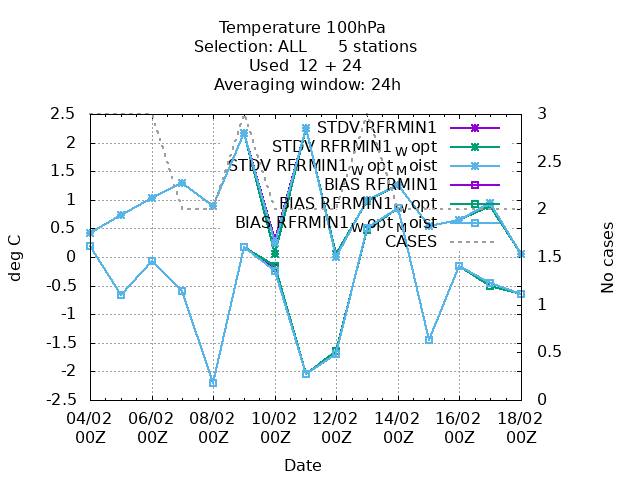 Temperature 100hPa
Selection: ALL 5 stations
Used 12 + 24
Averaging window: 24h
2.5
2
1.5
1
0.5
0
-0.5
-1
-1.5
-2
-2.5
deg C
3
2.5
2
1.5
1
0.5
0
No cases
STDV RFRMIN1
STDV RFRMIN1_W opt
STDV RFRMIN1_W opt_M oist
BIAS RFRMIN1
BIAS RFRMIN1_W opt
BIAS RFRMIN1_W opt_M oist
CASES
04/02 06/02 08/02 10/02 12/02 14/02 16/02 18/02
00Z 00Z 00Z 00Z 00Z 00Z 00Z 00Z
Date